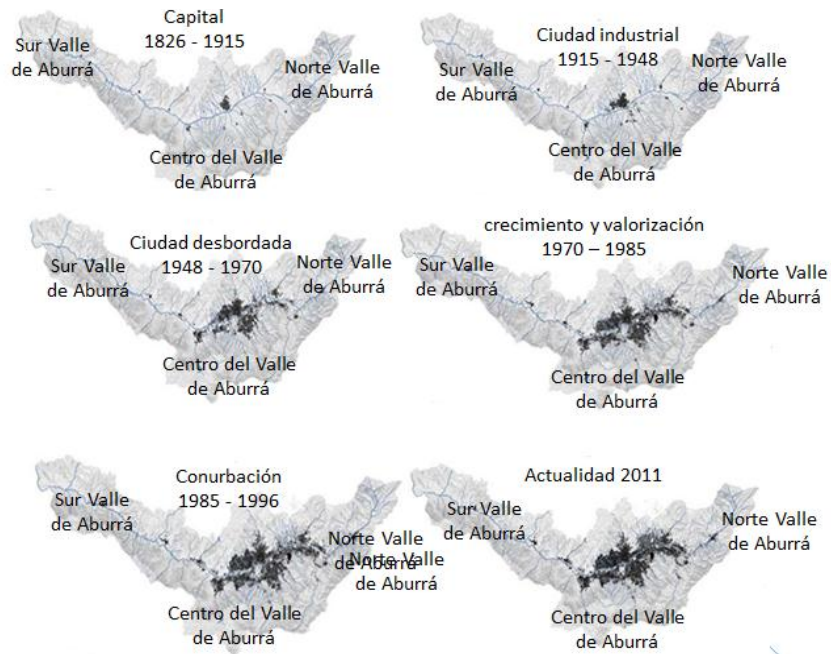 Capital
1826 - 1915
Sur Valle
de Aburrá
Norte Valle
de Aburrá
Centro del Valle
de Aburrá
Ciudad industrial
1915 - 1948
Sur Valle
de Aburrá
Norte Valle
de Aburrá
Centro del Valle
de Aburrá
Ciudad desbordada
1948 - 1970
Sur Valle
de Aburrá
Norte Valle
de Aburrá
Centro del Valle
de Aburrá
crecimiento y valorización
1970 – 1985
Sur Valle
de Aburrá
Norte Valle
de Aburrá
Centro del Valle
de Aburrá
Conurbación
1985 - 1996
Sur Valle
de Aburrá
Norte Valle
de Aburrá
Norte Valle
de Aburrá
Centro del Valle
de Aburrá
Actualidad 2011
Sur Valle
de Aburrá
Norte Valle
de Aburrá
Centro del Valle
de Aburrá